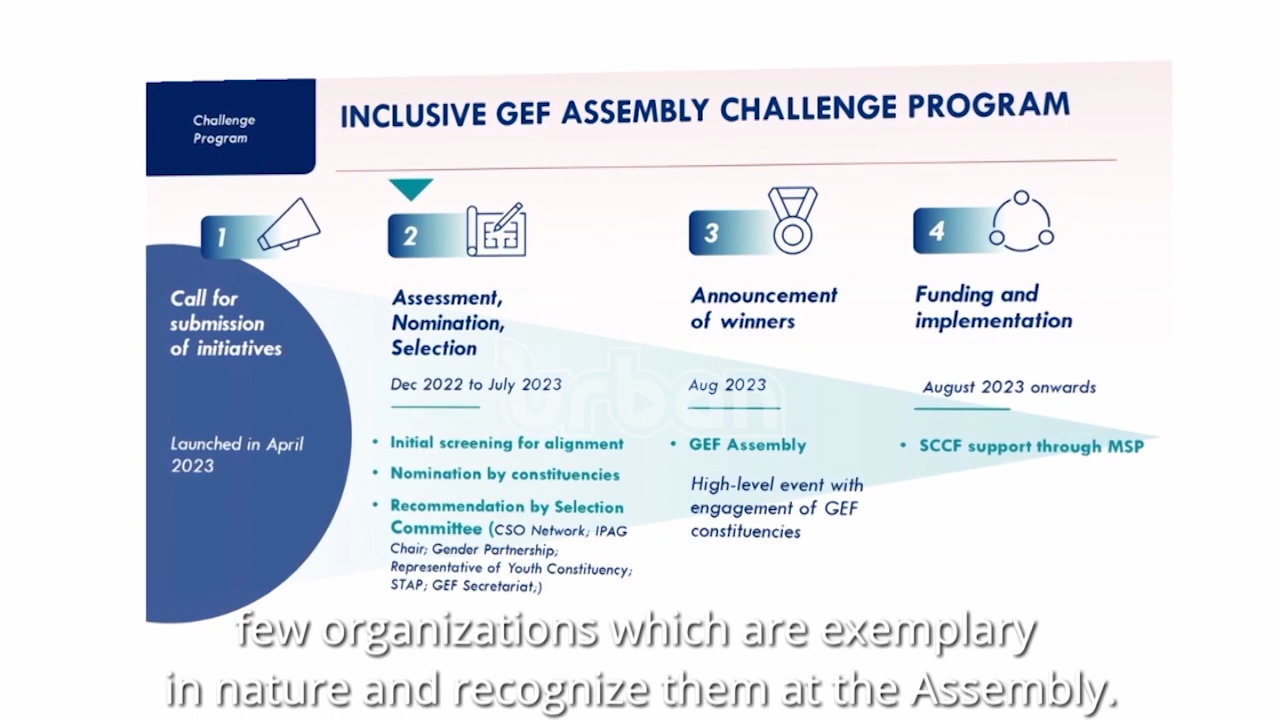 Challenge
Program
INCLUSIVE GEF ASSEMBLY CHALLENGE PROGRAM
1
Call for
submission
of initiatives
Launched in April
2023
2
Assessment,
Nomination,
Selection
Dec 2022 to July 2023
• Initial screening for alignment
• Nomination by constituencies
• Recommendation by Selection
Committee (CSO Network; IPAG
Chair; Gender Partnership;
Representative of Youth Constituency;
STAP; GEF Secretariat;)
3
Announcement
of winners
Aug 2023
• GEF Assembly
High-level event with
engagement of GEF
constituencies
4
Funding and
implementation
August 2023 onwards
• SCCF support through MSP
urban
few organizations which are exemplary
in nature and recognize them at the Assembly.